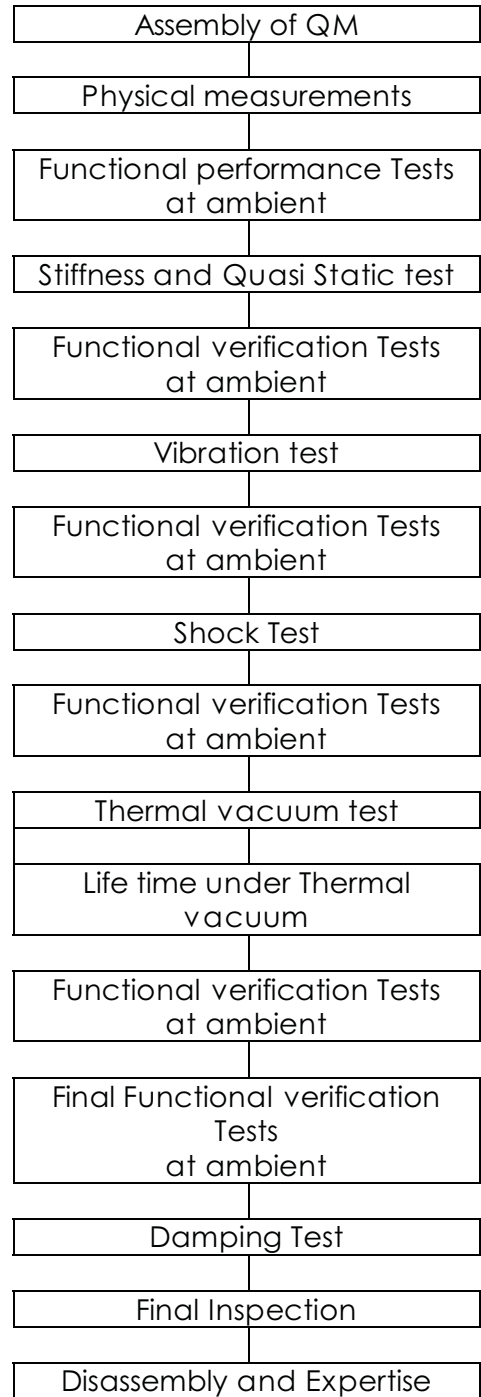 Assembly of QM
Physical measurements
Functional performance Tests
at ambient
Stiffness and Quasi Static test
Functional verification Tests
at ambient
Vibration test
Functional verification Tests
at ambient
Shock Test
Functional verification Tests
at ambient
Thermal vacuum test
Life time under Thermal
vacuum
Functional verification Tests
at ambient
Final Functional verification
Tests
at ambient
Damping Test
Final Inspection
Disassembly and Expertise